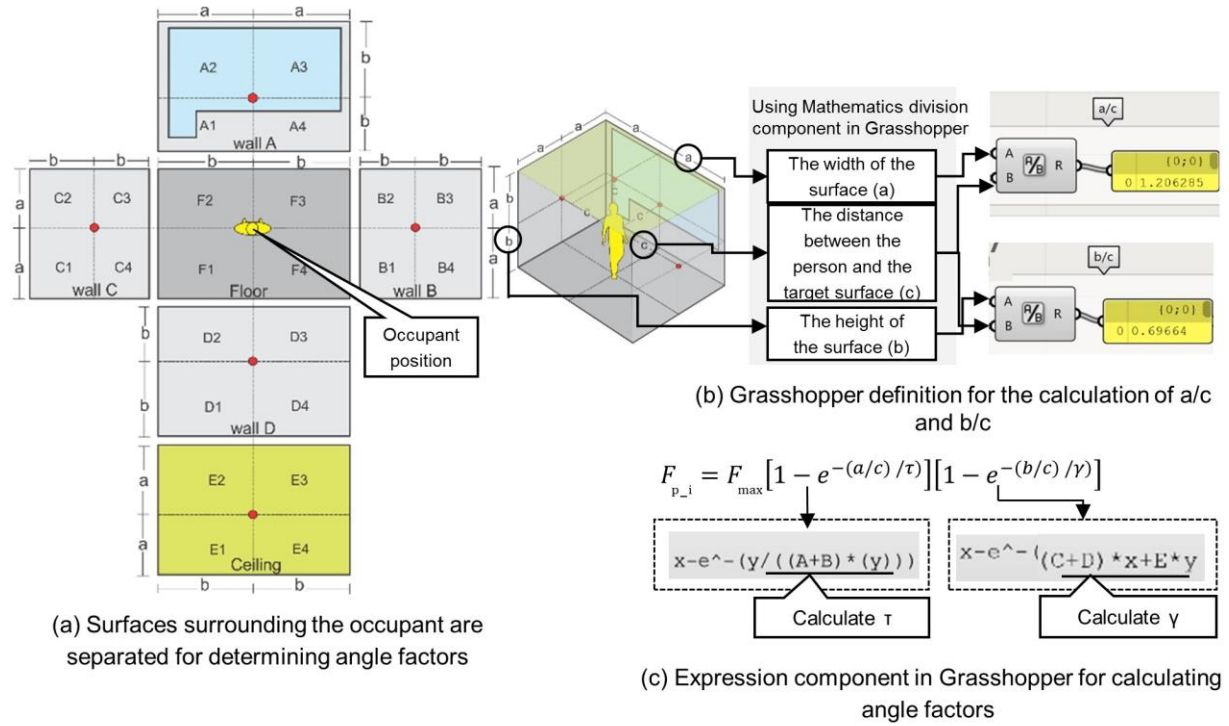 a a
A2 A3
b
A1 A4
b
wall A
b b b b b b
C2 C3 F2 F3 B2 B3
a a
C1 C4 F1 F4 B1 B4
a a
wall C Floor wall B
Occupant
position
b
D2 D3
b
D1 D4
wall D
a
E2 E3
a
E1 E4
Ceiling
b b
(a) Surfaces surrounding the occupant are
separated for determining angle factors
a a a a
b b
c c c c
Using Mathematics division
component in Grasshopper
The width of the
surface (a)
The distance
between the
person and the
target surface (c)
The height of
the surface (b)
a/c
A B A/B R
{0;0}
0 1.206285
b/c
A B A/B R
{0;0}
0 0.69664
(b) Grasshopper definition for the calculation of a/c
and b/c
F_p_i = F_max[1 − e^−(a/c) /τ][1 − e^−(b/c) /γ]
x-e^-(y/((A+B)*(y)))
x-e^-((C+D)*x+E*y
Calculate τ
Calculate γ
(c) Expression component in Grasshopper for calculating
angle factors